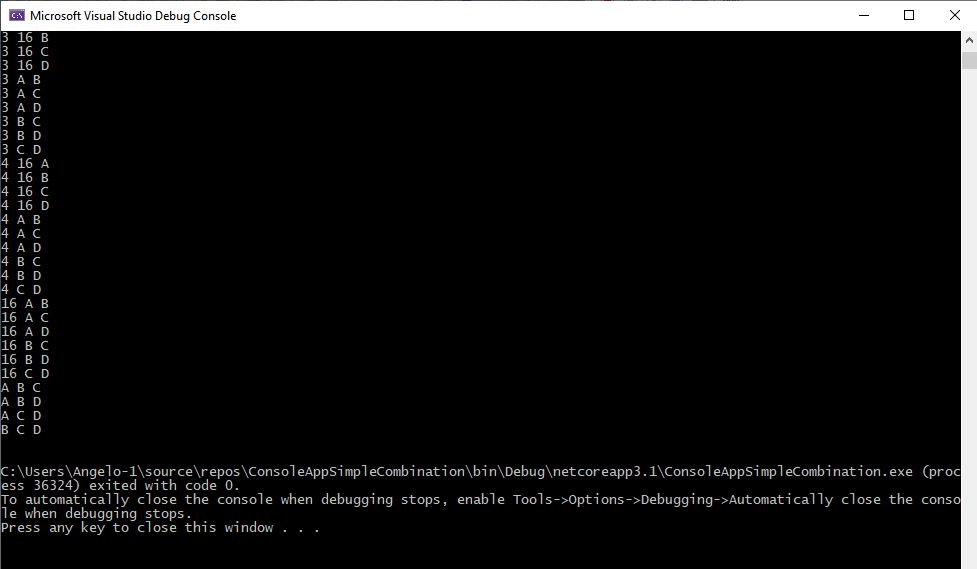 Microsoft Visual Studio Debug Console
3 16 B
3 16 C
3 16 D
3 A B
3 A C
3 A D
3 B C
3 B D
3 C D
4 16 A
4 16 B
4 16 C
4 16 D
4 A B
4 A C
4 A D
4 B C
4 B D
4 C D
16 A B
16 A C
16 A D
16 B C
16 B D
16 C D
A B C
A B D
A C D
B C D
C:\Users\Angelo-1\source\repos\ConsoleAppSimpleCombination\bin\Debug\netcoreapp3.1\ConsoleAppSimpleCombination.exe (proc
ess 36324) exited with code 0.
To automatically close the console when debugging stops, enable Tools->Options->Debugging->Automatically close the conso
le when debugging stops.
Press any key to close this window . . .